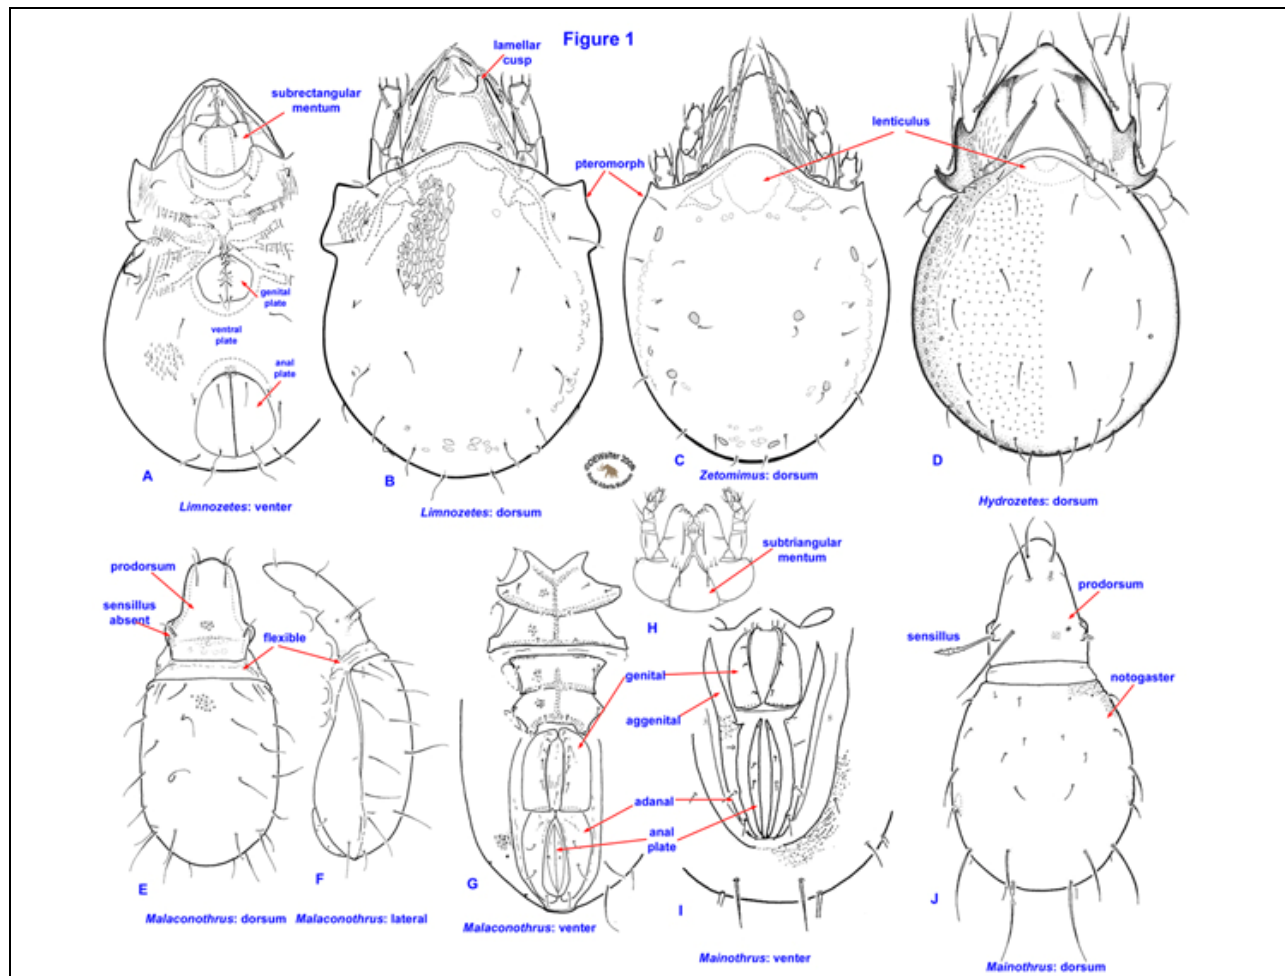 Figure 1
lamellar
cusp
subrectangular
mentum
lenticulus
pteromorph
genital
plate
ventral
plate
anal
plate
A
B
C
D
Limnozetes: venter
Limnozetes: dorsum
Zetomimus: dorsum
Hydrozetes: dorsum
prodorsum
sensillus
absent
flexible
subtriangular
mentum
H
prodorsum
sensillus
genital
aggenital
notogaster
adanal
anal
plate
E
F
G
I
J
Malaconothrus: dorsum
Malaconothrus: lateral
Malaconothrus: venter
Mainothrus: venter
Mainothrus: dorsum